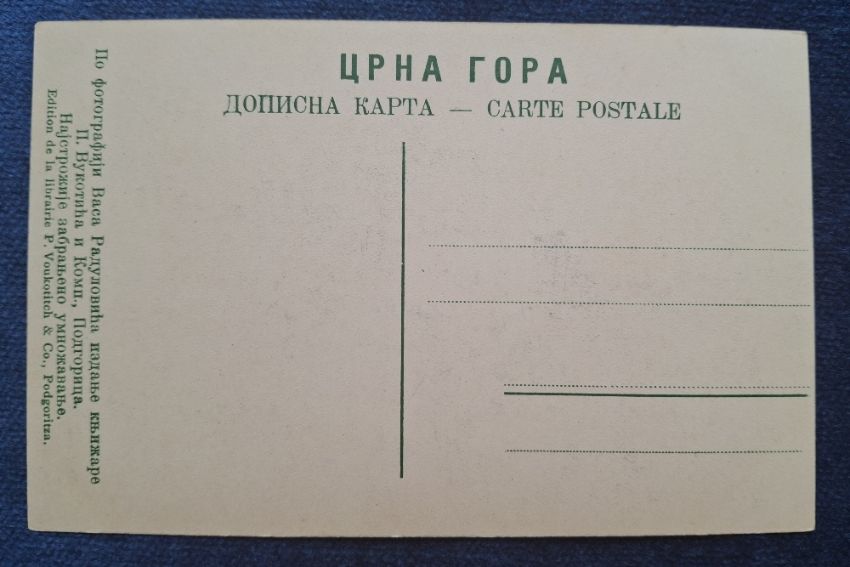 ЦРНА ГОРА
ДОПИСНА КАРТА — CARTE POSTALE
По фотографији Васа Радуловића издање књижаре
П. Вукотића и Комп., Подгорица.
Најстрожије забрањено умножавање.
Edition de la librairie P. Voukotitch & Co., Podgoritza.